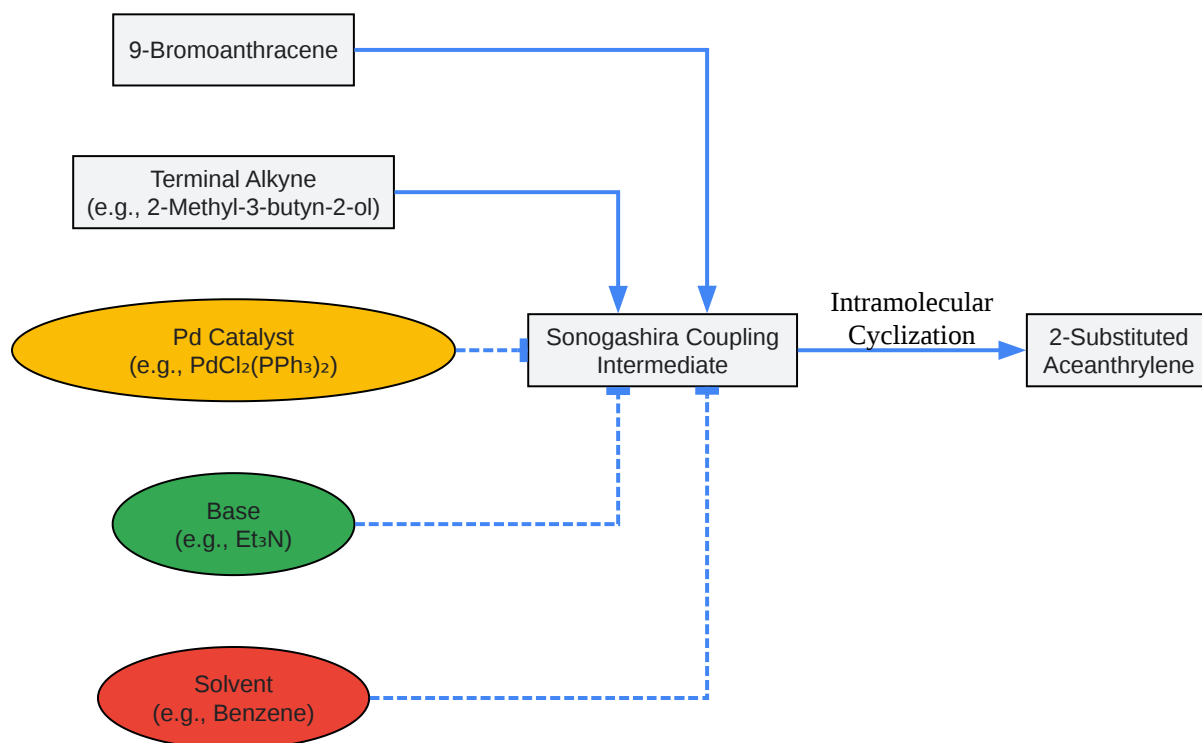 9-Bromoanthracene
Terminal Alkyne
(e.g., 2-Methyl-3-butyn-2-ol)
Pd Catalyst
(e.g., PdCl₂(PPh₃)₂)
Sonogashira Coupling
Intermediate
Intramolecular
Cyclization
2-Substituted
Aceanthrylene
Base
(e.g., Et₃N)
Solvent
(e.g., Benzene)